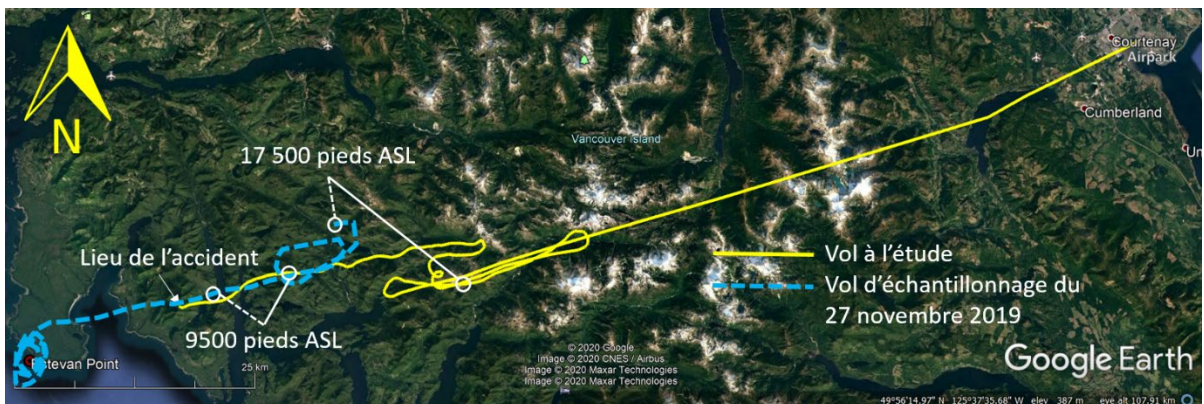 N
Courtenay
Airpark
Cumberland
Vancouver Island
17 500 pieds ASL
Lieu de l'accident
9500 pieds ASL
Estevan Point
25 km
Vol à l'étude
Vol d'échantillonnage du
27 novembre 2019
© 2020 Google
Image © 2020 CNES / Airbus
Image © 2020 Maxar Technologies
Image © 2020 Maxar Technologies
Google Earth
49°56'14.97" N 125°37'35.68" W elev 387 m eye alt 107.91 km